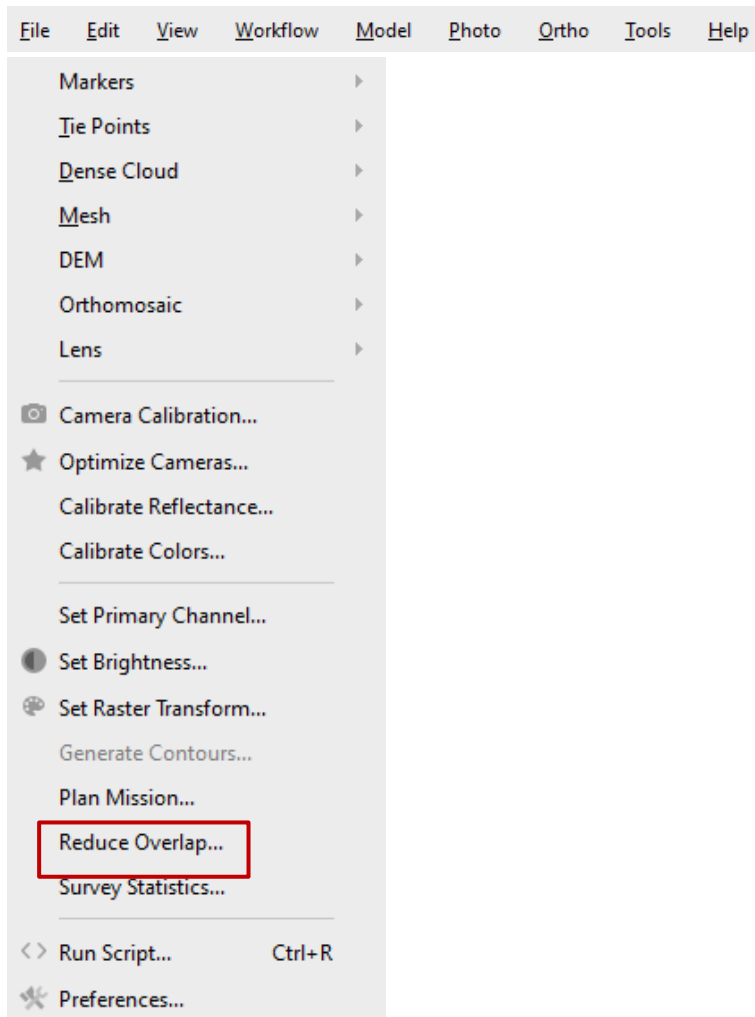 File Edit View Workflow Model Photo Ortho Tools Help
Markers
Tie Points
Dense Cloud
Mesh
DEM
Orthomosaic
Lens
Camera Calibration...
Optimize Cameras...
Calibrate Reflectance...
Calibrate Colors...
Set Primary Channel...
Set Brightness...
Set Raster Transform...
Generate Contours...
Plan Mission...
Reduce Overlap...
Survey Statistics...
Run Script... Ctrl+R
Preferences...